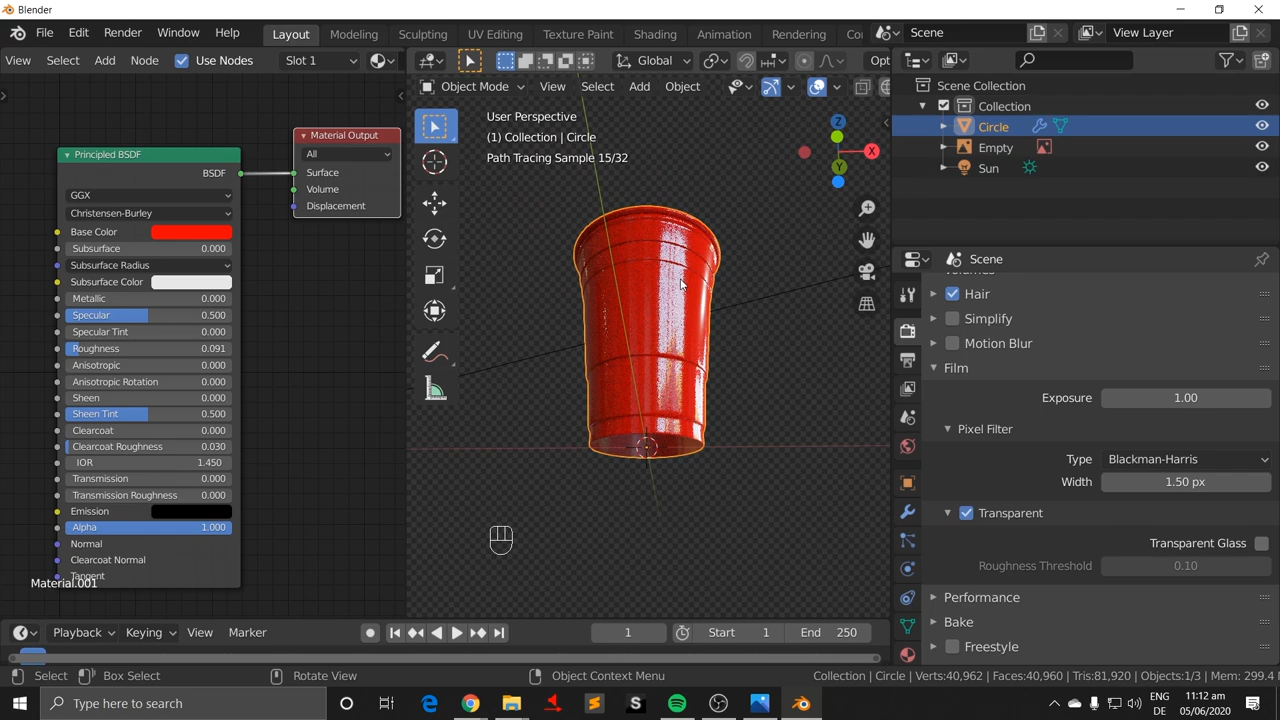 Blender
File Edit Render Window Help Layout Modeling Sculpting UV Editing Texture Paint Shading Animation Rendering Co Scene View Layer
View Select Add Node Use Nodes Slot 1 Global Opt
Object Mode View Select Add Object
Scene Collection
Collection
Circle
Empty
Sun
User Perspective
(1) Collection | Circle
Path Tracing Sample 15/32
X
Y
Z
Material Output
All
Surface
Volume
Displacement
Principled BSDF
BSDF
GGX
Christensen-Burley
Base Color
Subsurface 0.000
Subsurface Radius
Subsurface Color
Metallic 0.000
Specular 0.500
Specular Tint 0.000
Roughness 0.091
Anisotropic 0.000
Anisotropic Rotation 0.000
Sheen 0.000
Sheen Tint 0.500
Clearcoat 0.000
Clearcoat Roughness 0.030
IOR 1.450
Transmission 0.000
Transmission Roughness 0.000
Emission
Alpha 1.000
Normal
Clearcoat Normal
Tangent
Material.001
Scene
Hair
Simplify
Motion Blur
Film
Exposure 1.00
Pixel Filter
Type Blackman-Harris
Width 1.50 px
Transparent
Transparent Glass
Roughness Threshold 0.10
Performance
Bake
Freestyle
Playback Keying View Marker 1 Start 1 End 250
Select Box Select Rotate View Object Context Menu Collection | Circle | Verts:40,962 | Faces:40,960 | Tris:81,920 | Objects:1/3 | Mem: 299.4
Type here to search
ENG 11:12 am
DE 05/06/2020